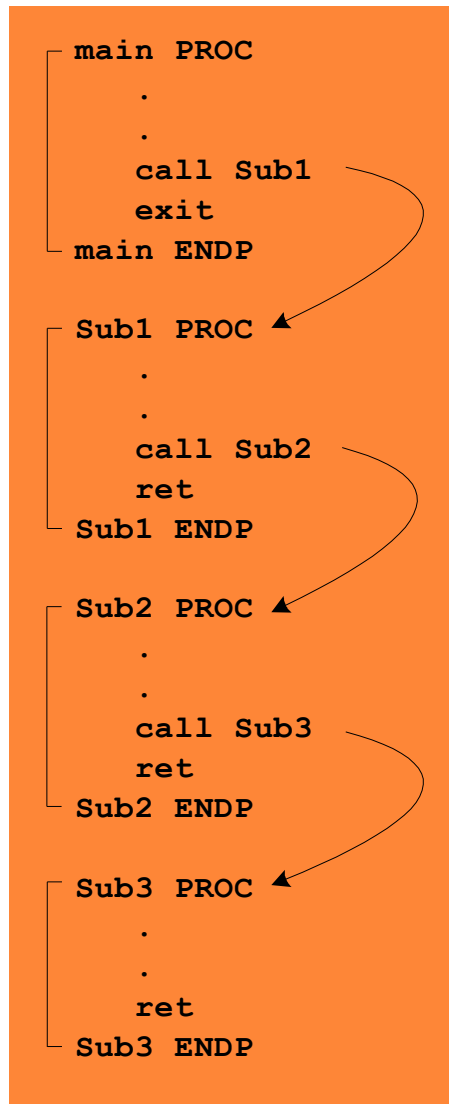 main PROC
.
.
call Sub1
exit
main ENDP
Sub1 PROC
.
.
call Sub2
ret
Sub1 ENDP
Sub2 PROC
.
.
call Sub3
ret
Sub2 ENDP
Sub3 PROC
.
.
ret
Sub3 ENDP